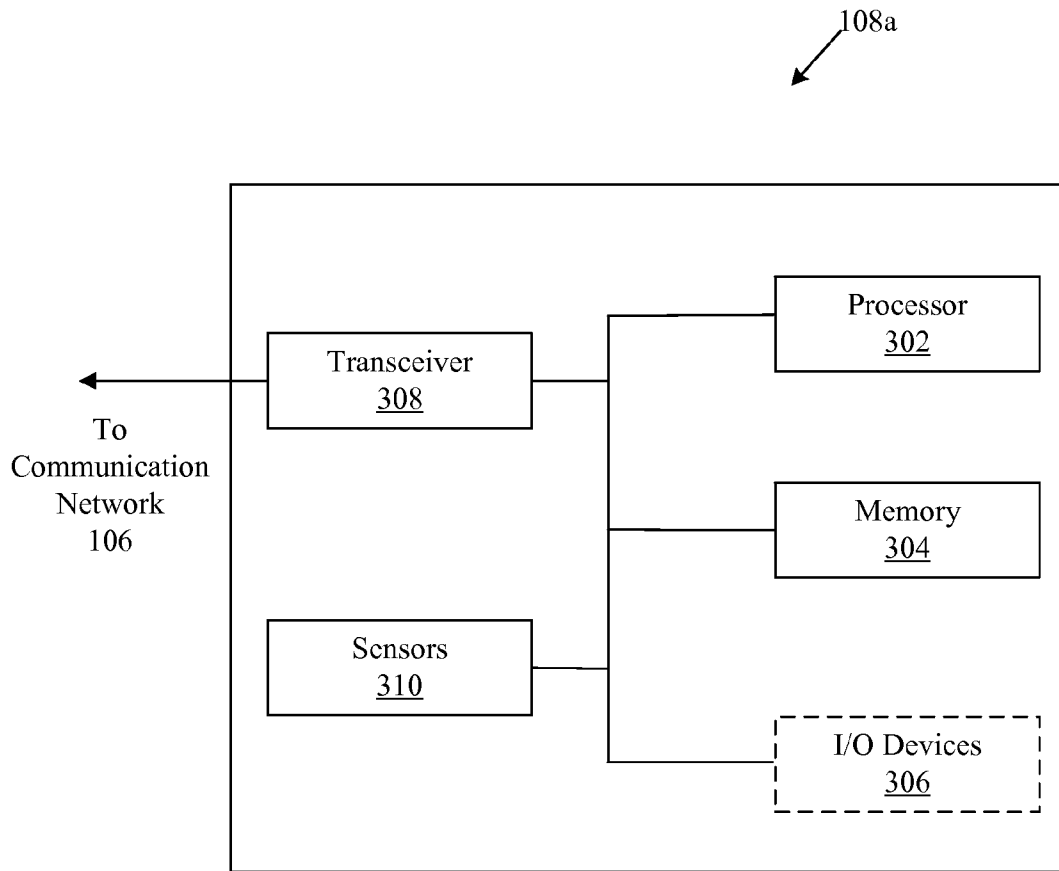 108a
Processor
302
Transceiver
308
To
Communication
Network
106
Memory
304
Sensors
310
I/O Devices
306